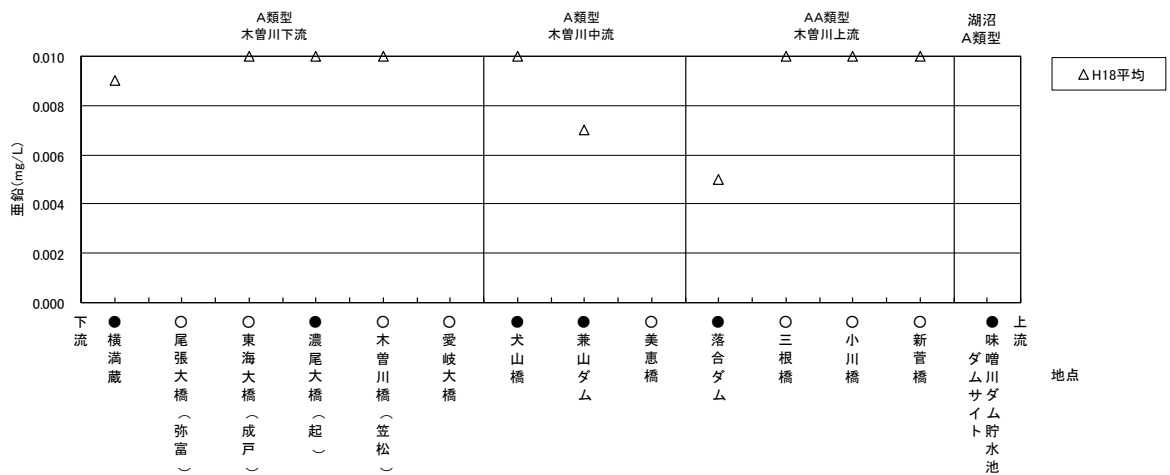 A類型
木曽川下流
A類型
木曽川中流
AA類型
木曽川上流
湖沼
A類型
△H18平均
亜鉛(mg/L)
0.010
0.008
0.006
0.004
0.002
0.000
下流
●横満蔵
○尾張大橋(弥富)
○東海大橋(成戸)
●濃尾大橋(起)
○木曽川橋(笠松)
○愛岐大橋
●犬山橋
●兼山ダム
○美恵橋
●落合ダム
○三根橋
○小川橋
○新菅橋
●味噌川ダム貯水池
ダムサイト
上流
地点